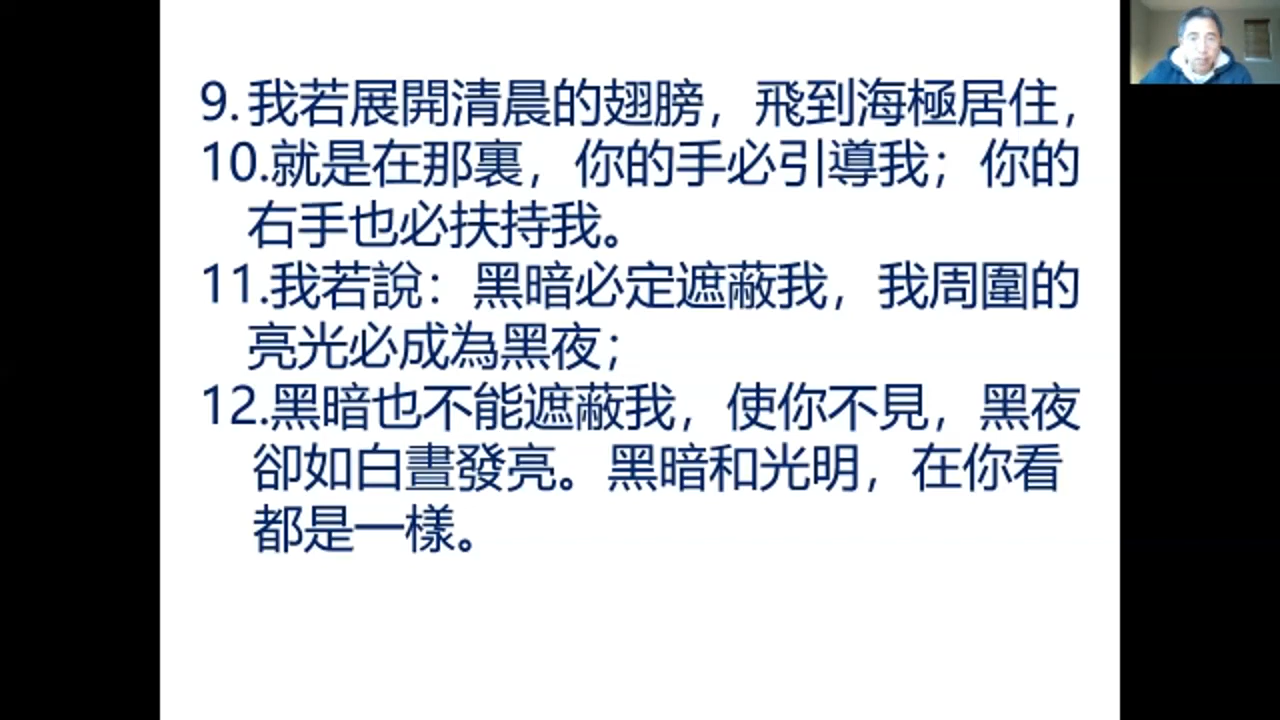 9. 我若展開清晨的翅膀，飛到海極居住，
10.就是在那裏，你的手必引導我；你的
右手也必扶持我。
11.我若說：黑暗必定遮蔽我，我周圍的
亮光必成為黑夜；
12.黑暗也不能遮蔽我，使你不見，黑夜
卻如白晝發亮。黑暗和光明，在你看
都是一樣。